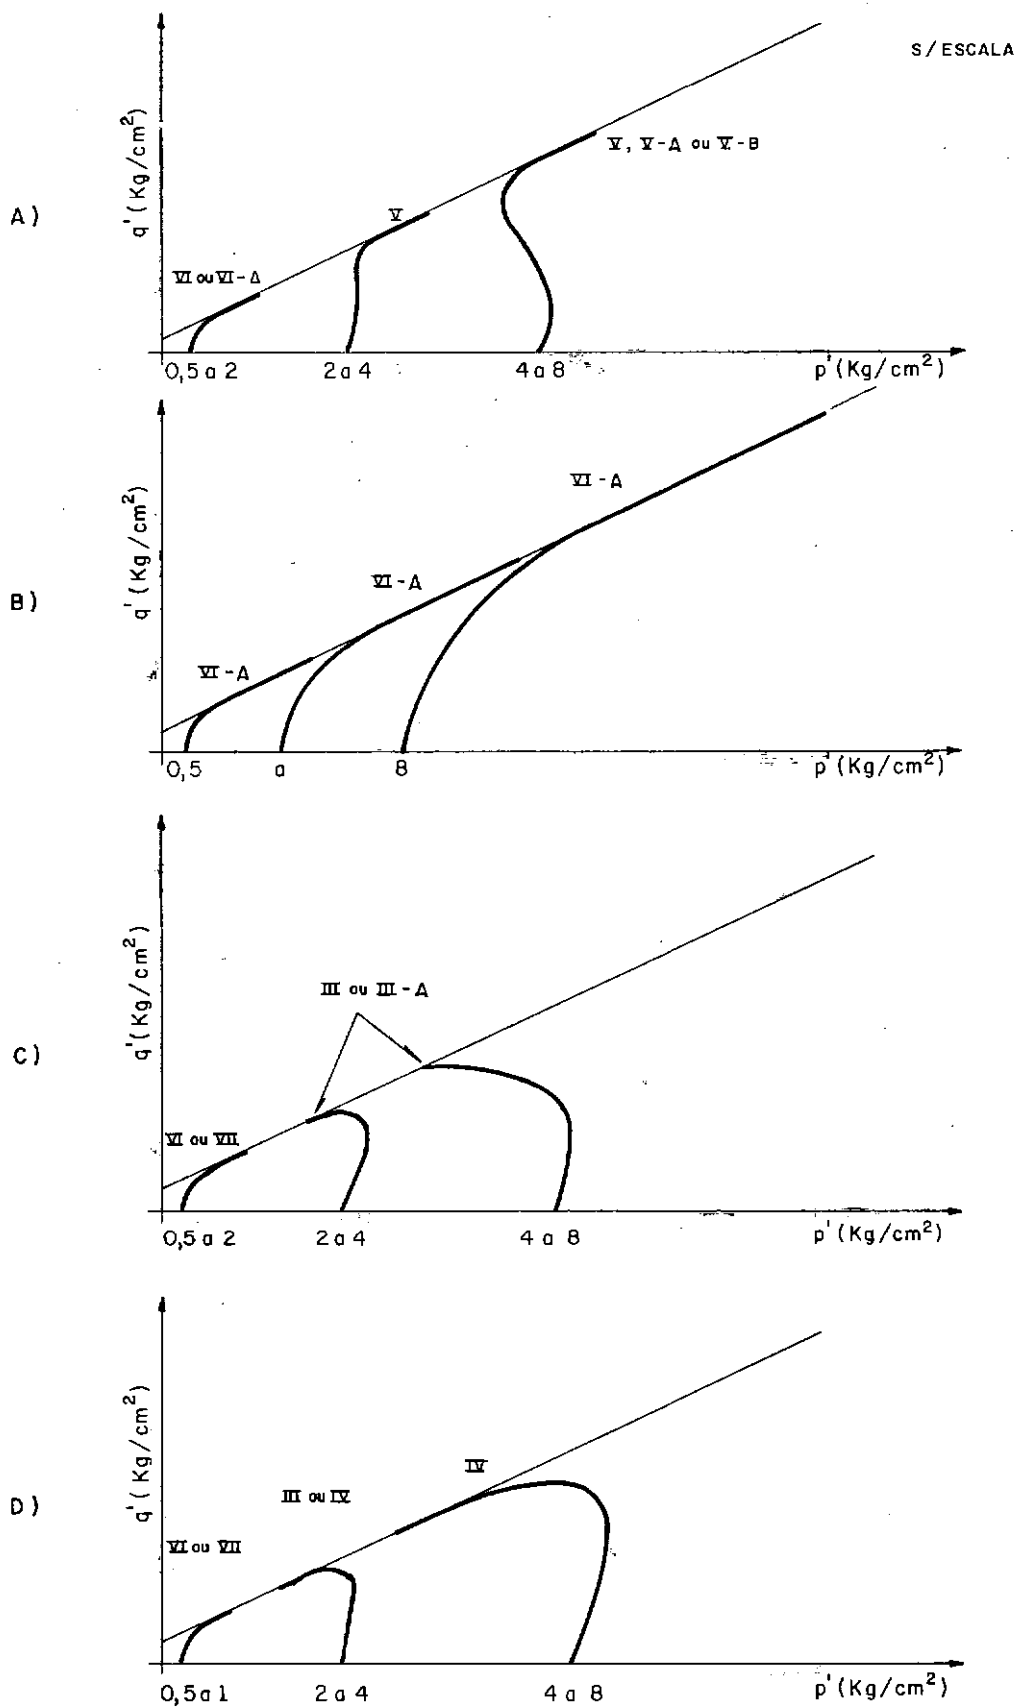 S/ESCALA
A)
q' (Kg/cm²)
V, V-A ou V-B
V
VI ou VI-A
0,5 a 2
2 a 4
4 a 8
p' (Kg/cm²)
B)
q' (Kg/cm²)
VI-A
VI-A
VI-A
0,5
a
8
p' (Kg/cm²)
C)
q' (Kg/cm²)
III ou III-A
VI ou VII
0,5 a 2
2 a 4
4 a 8
p' (Kg/cm²)
D)
q' (Kg/cm²)
IV
III ou IV
VI ou VII
0,5 a 1
2 a 4
4 a 8
p' (Kg/cm²)